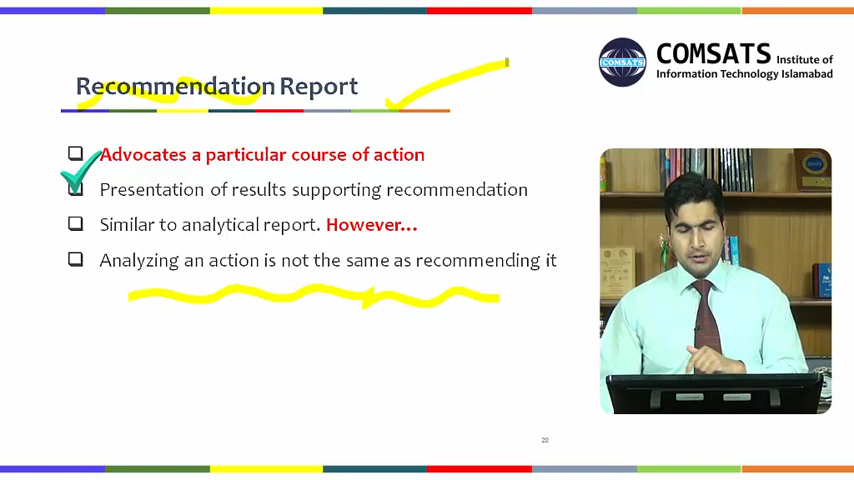 COMSATS Institute of
Information Technology Islamabad
COMSATS
Recommendation Report
Advocates a particular course of action
Presentation of results supporting recommendation
Similar to analytical report. However...
Analyzing an action is not the same as recommending it
20